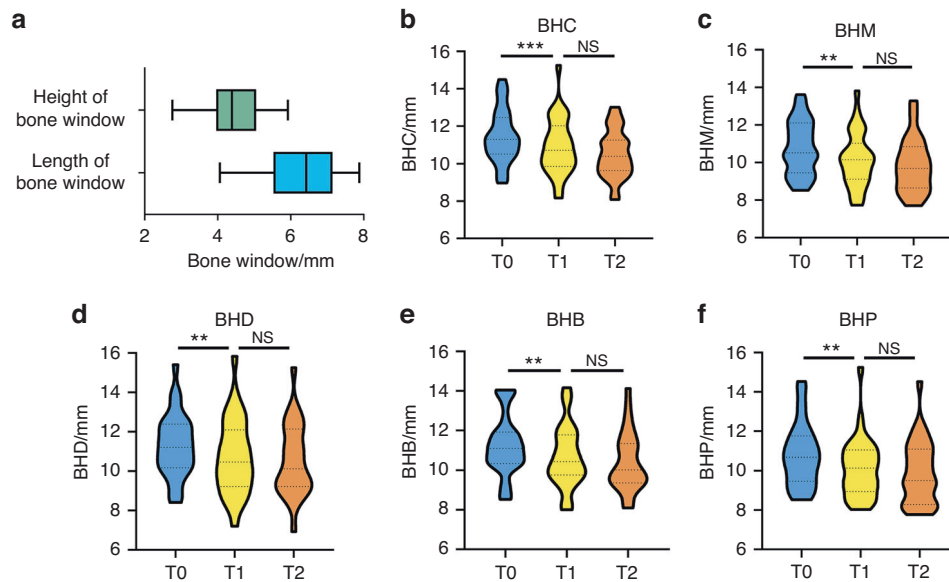 a
Height of
bone window
Length of
bone window
2 4 6 8
Bone window/mm
b
BHC
*** NS
BHC/mm
16
14
12
10
8
6
T0 T1 T2
c
BHM
** NS
BHM/mm
16
14
12
10
8
6
T0 T1 T2
d
BHD
** NS
BHD/mm
16
14
12
10
8
6
T0 T1 T2
e
BHB
** NS
BHB/mm
16
14
12
10
8
6
T0 T1 T2
f
BHP
** NS
BHP/mm
16
14
12
10
8
6
T0 T1 T2